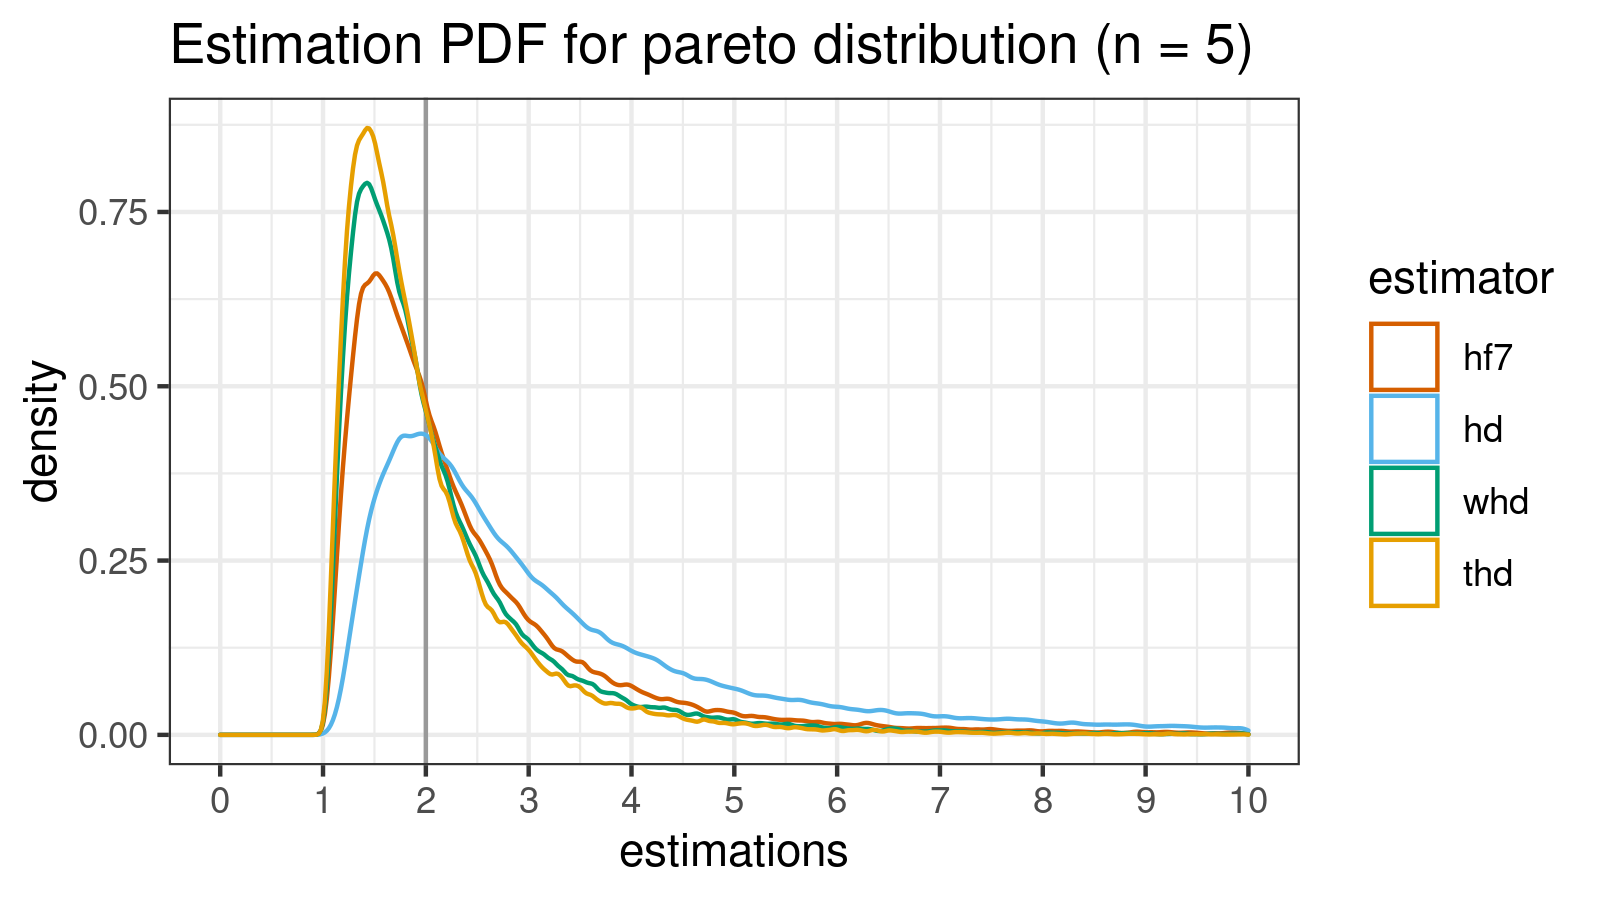 Estimation PDF for pareto distribution (n = 5)
density
0.75
0.50
0.25
0.00
0 1 2 3 4 5 6 7 8 9 10
estimations
estimator
hf7
hd
whd
thd